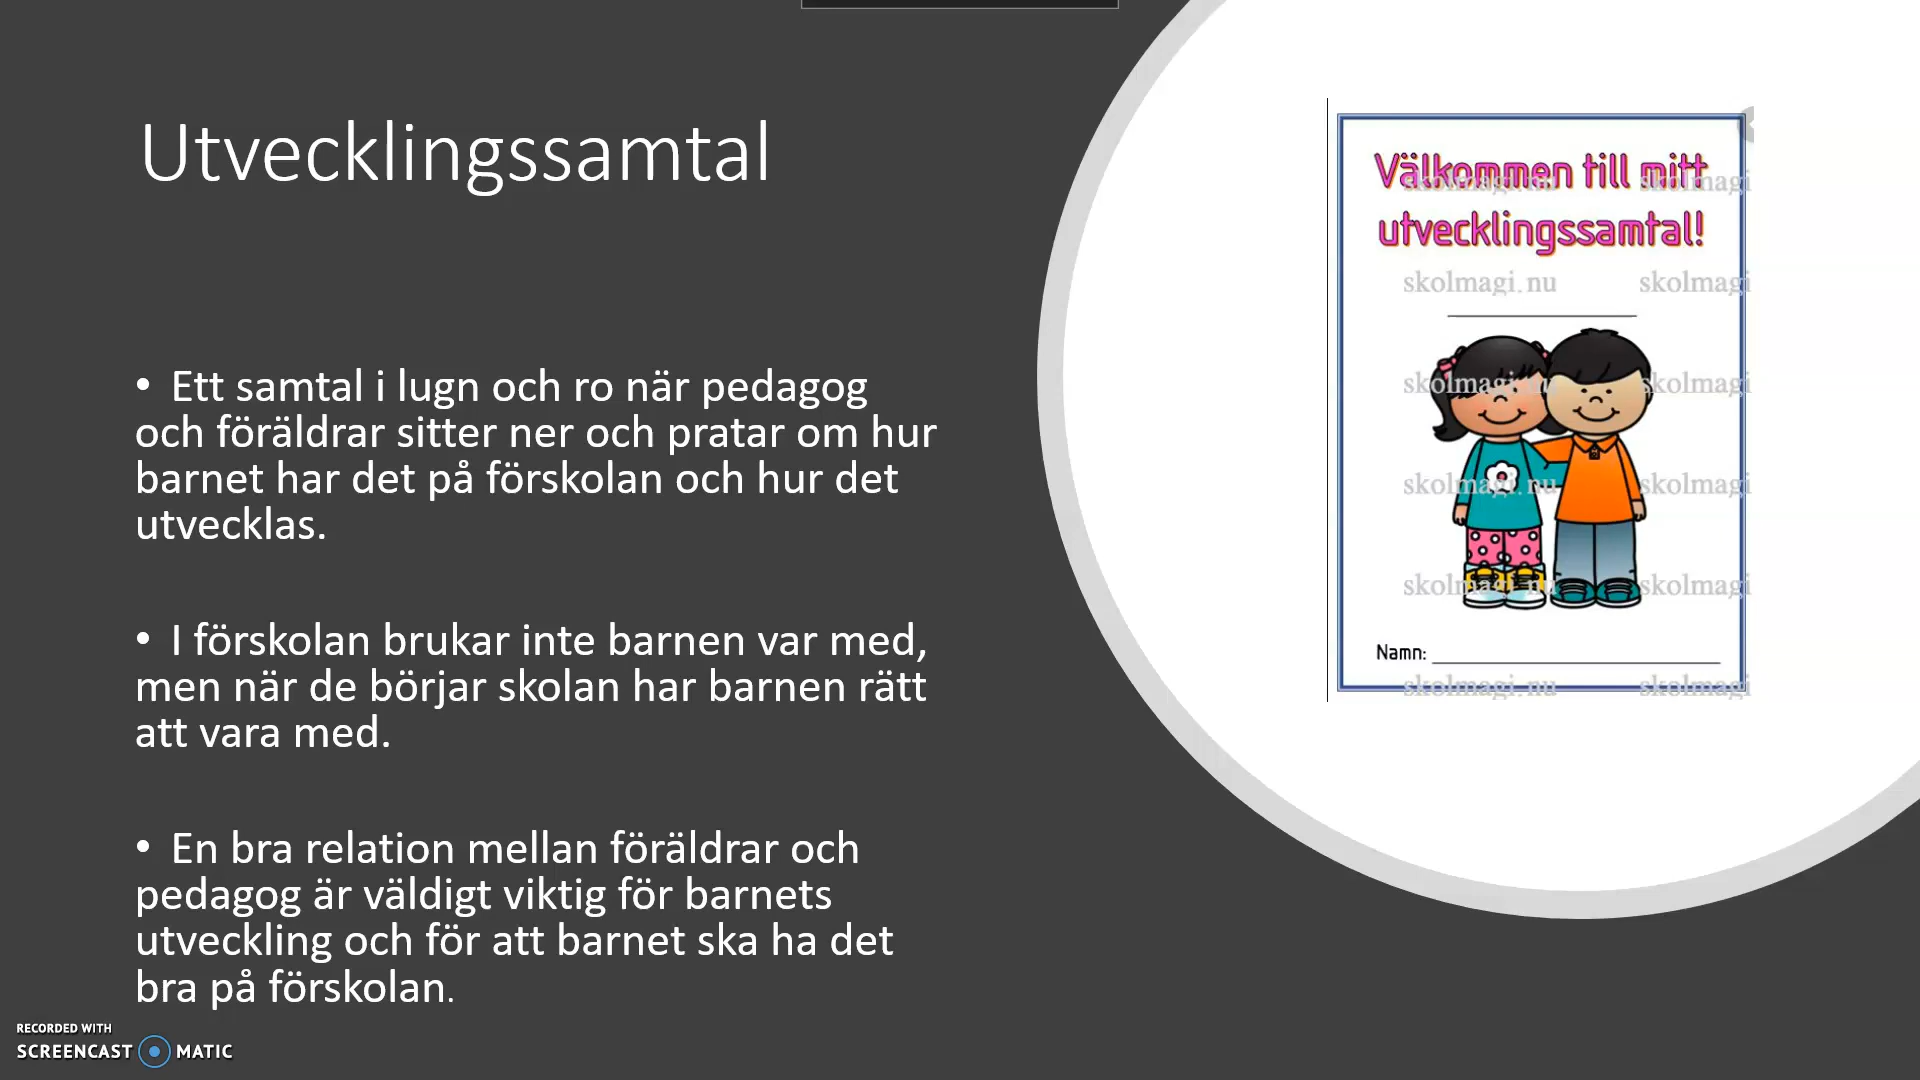 Utvecklingssamtal
• Ett samtal i lugn och ro när pedagog
och föräldrar sitter ner och pratar om hur
barnet har det på förskolan och hur det
utvecklas.
• I förskolan brukar inte barnen var med,
men när de börjar skolan har barnen rätt
att vara med.
• En bra relation mellan föräldrar och
pedagog är väldigt viktig för barnets
utveckling och för att barnet ska ha det
bra på förskolan.
Välkommen till mitt
utvecklingssamtal!
skolmagi.nu skolmagi
skolmagi.nu skolmagi
skolmagi.nu skolmagi
skolmagi.nu skolmagi
skolmagi.nu skolmagi
Namn:
skolmagi.nu skolmagi
RECORDED WITH
SCREENCAST MATIC